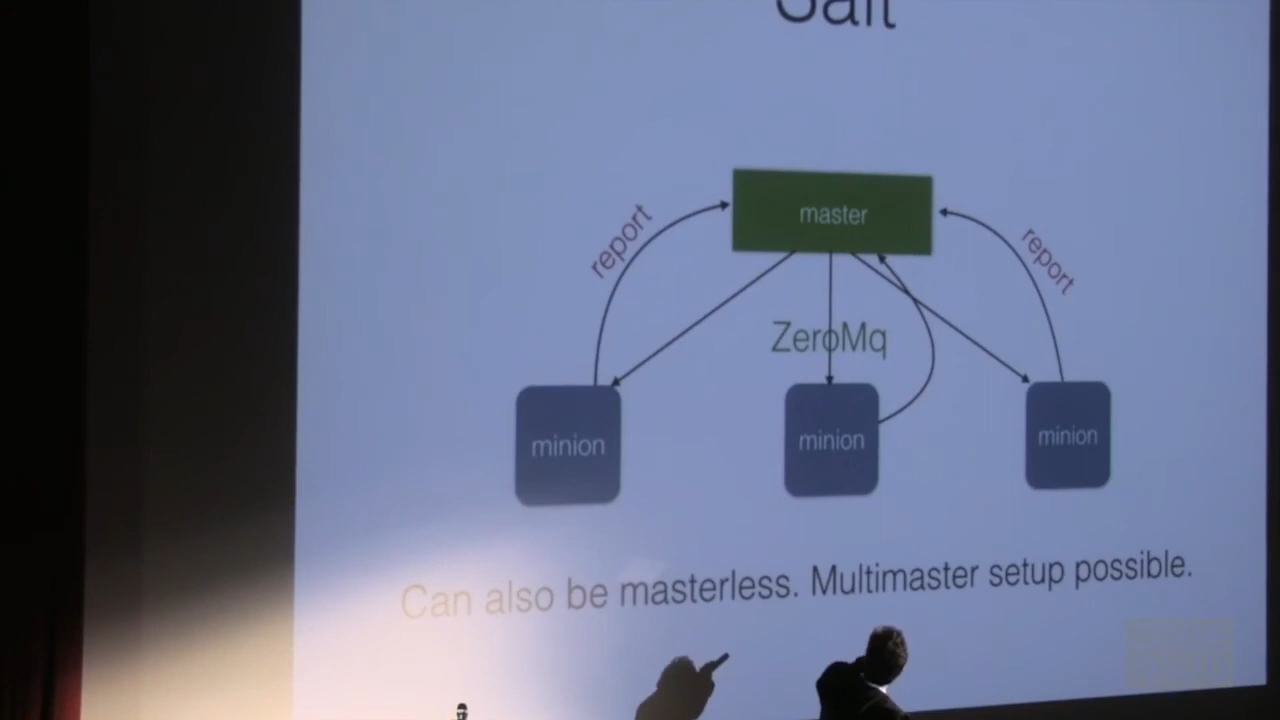 Salt
master
report
report
ZeroMq
minion
minion
minion
Can also be masterless. Multimaster setup possible.